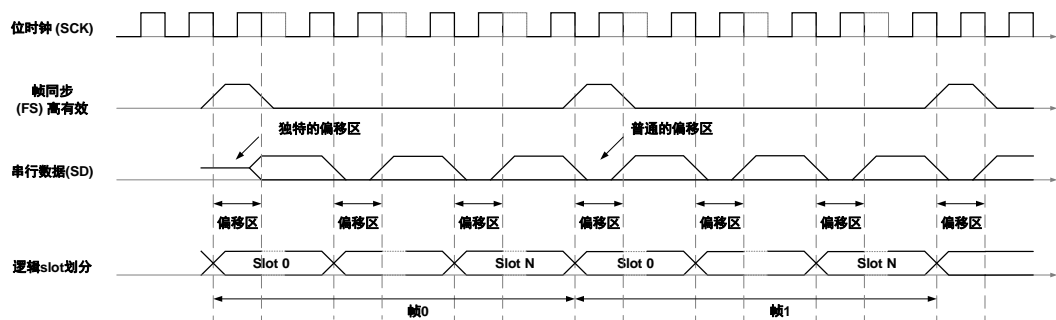 位时钟 (SCK)
帧同步
(FS) 高有效
独特的偏移区
普通的偏移区
串行数据(SD)
偏移区 偏移区 偏移区 偏移区 偏移区 偏移区 偏移区
逻辑slot划分
Slot 0 Slot N Slot 0 Slot N
帧0 帧1